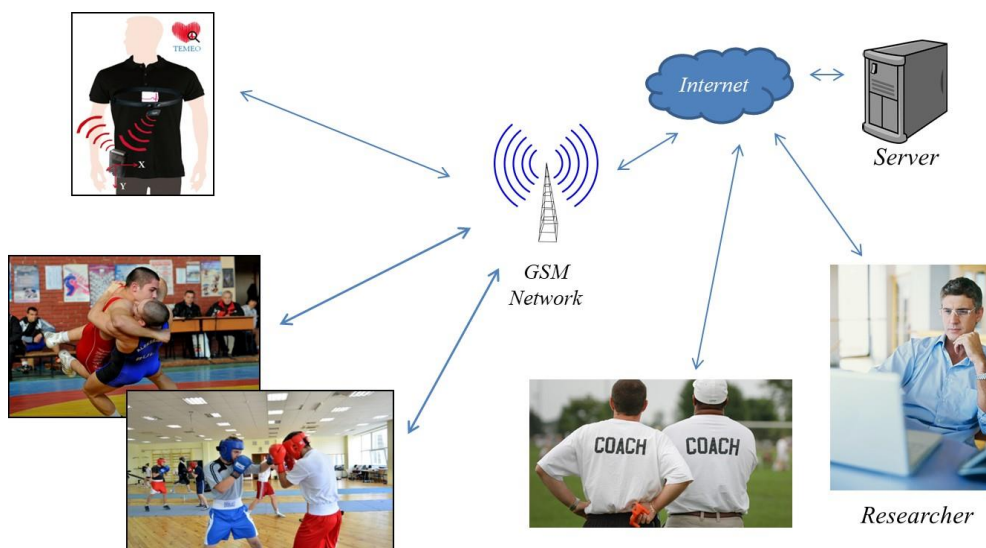 TEMEO
X
Y
Internet
Server
GSM
Network
COACH
COACH
Researcher